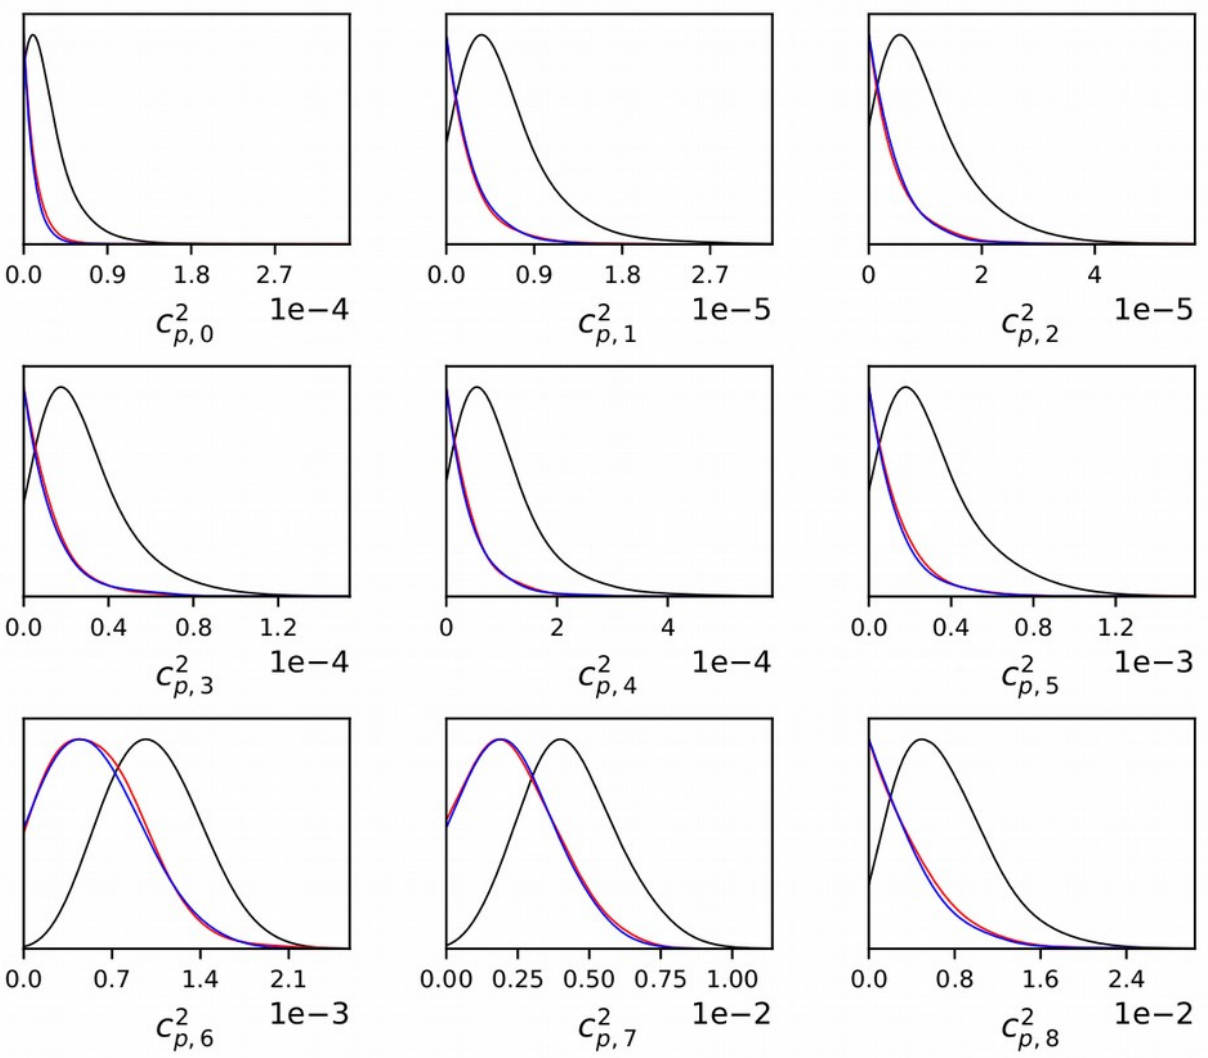 0.0 0.9 1.8 2.7 0.0 0.9 1.8 2.7 0 2 4
1e−4 1e−5 1e−5
c²ₚ,₀ c²ₚ,₁ c²ₚ,₂
0.0 0.4 0.8 1.2 0 2 4 0.0 0.4 0.8 1.2
1e−4 1e−4 1e−3
c²ₚ,₃ c²ₚ,₄ c²ₚ,₅
0.0 0.7 1.4 2.1 0.00 0.25 0.50 0.75 1.00 0.0 0.8 1.6 2.4
1e−3 1e−2 1e−2
c²ₚ,₆ c²ₚ,₇ c²ₚ,₈